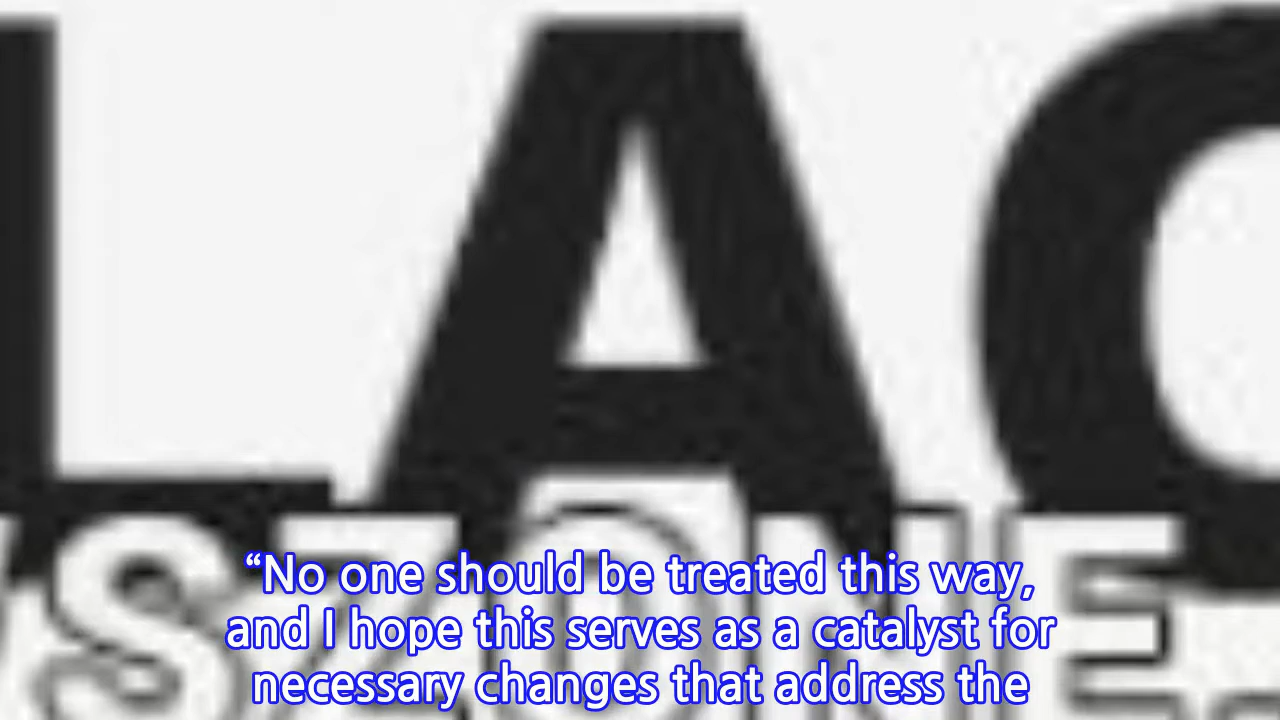 LAC
SZONE
“No one should be treated this way,
and I hope this serves as a catalyst for
necessary changes that address the